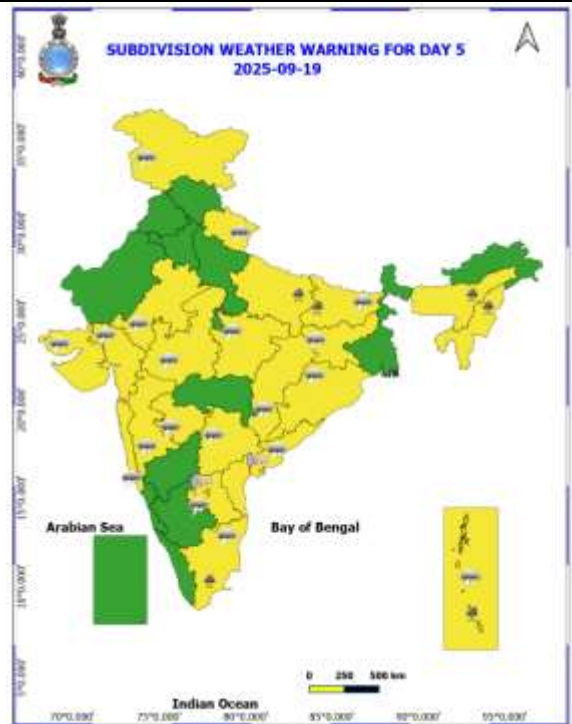 SUBDIVISION WEATHER WARNING FOR DAY 5
2025-09-19
Arabian Sea
Bay of Bengal
0 250 500 km
Indian Ocean
70°0.000' 75°0.000' 80°0.000' 85°0.000' 90°0.000' 95°0.000'